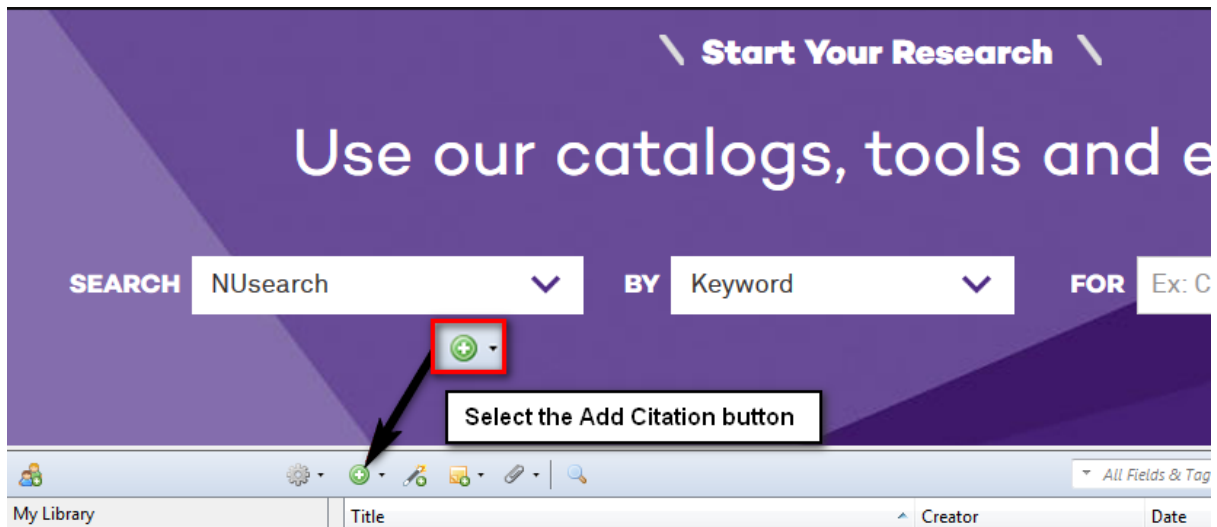 \ Start Your Research \
Use our catalogs, tools and e
SEARCH NUsearch BY Keyword FOR Ex: C
Select the Add Citation button
All Fields & Tag
My Library Title Creator Date